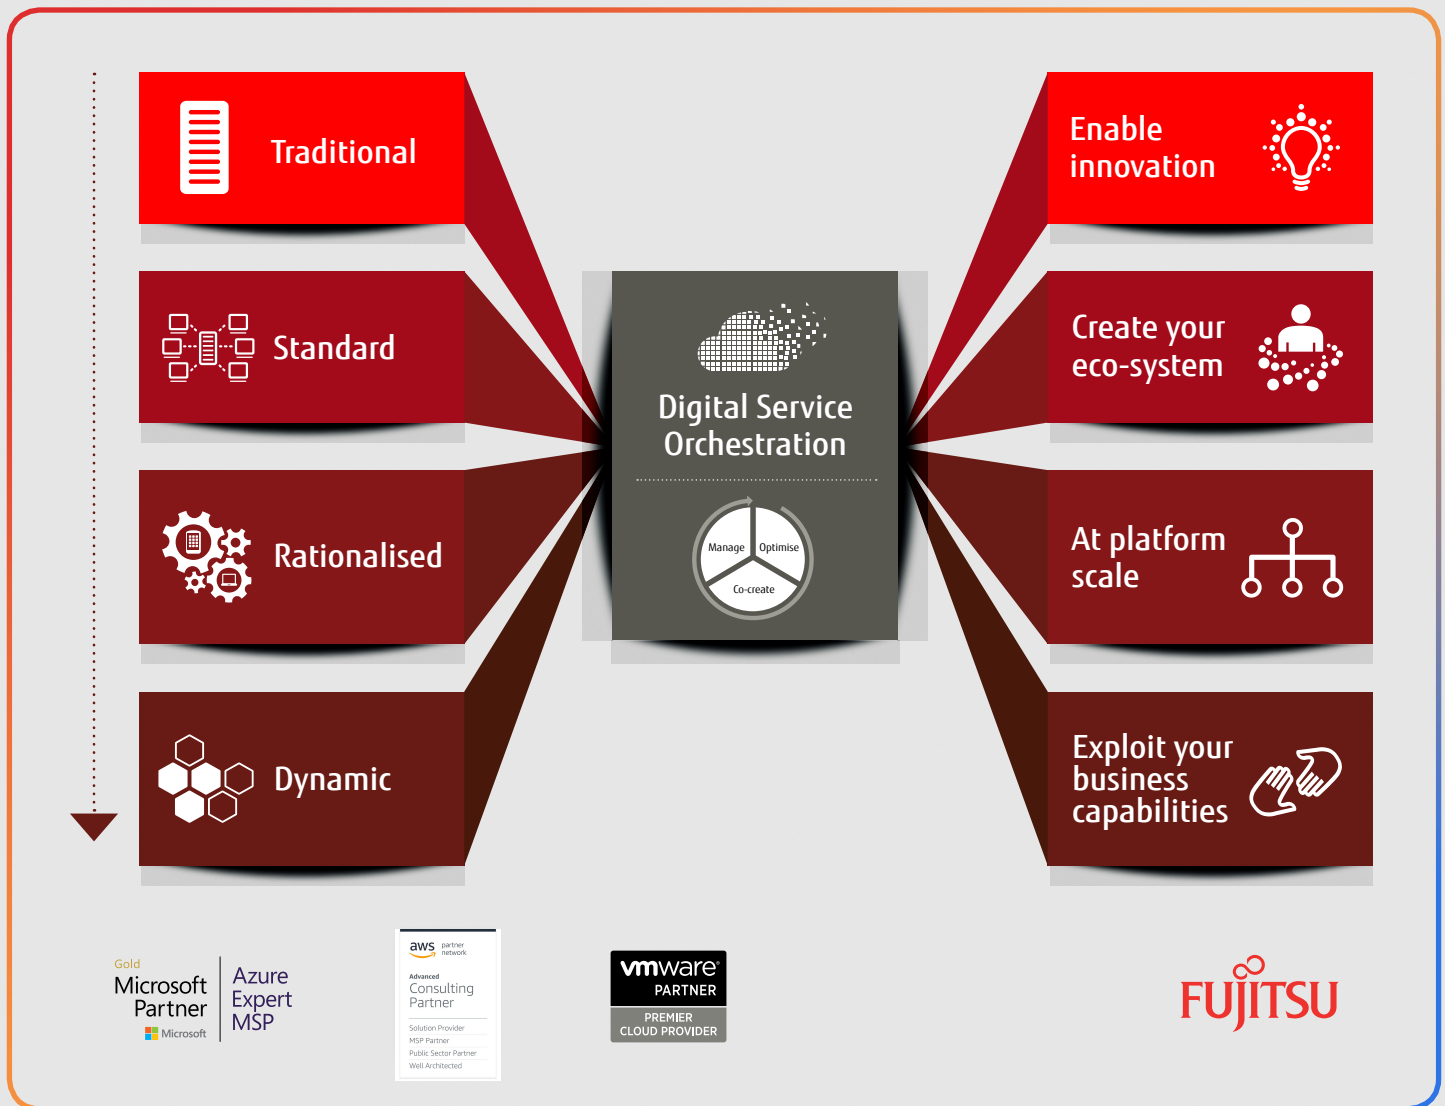 Traditional
Standard
Rationalised
Dynamic
Digital Service
Orchestration
Manage
Optimise
Co-create
Enable
innovation
Create your
eco-system
At platform
scale
Exploit your
business
capabilities
Gold
Microsoft
Partner
Microsoft
Azure
Expert
MSP
aws partner
network
Advanced
Consulting
Partner
Solution Provider
MSP Partner
Public Sector Partner
Well Architected
vmware®
PARTNER
PREMIER
CLOUD PROVIDER
FUJITSU